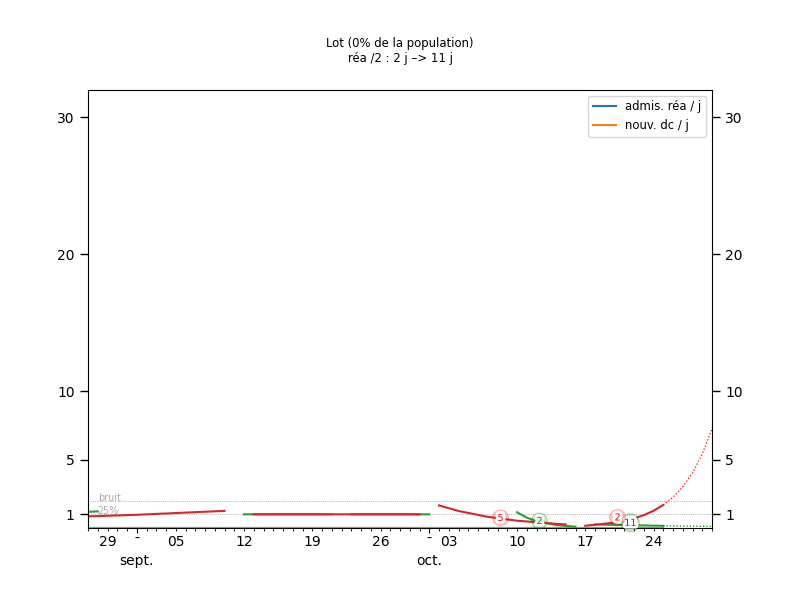 Lot (0% de la population)
réa /2 : 2 j –> 11 j
admis. réa / j
nouv. dc / j
30 30
20 20
10 10
5 5
1 1
bruit
25%
5 2 2 11
29 - 05 12 19 26 - 03 10 17 24
sept. oct.